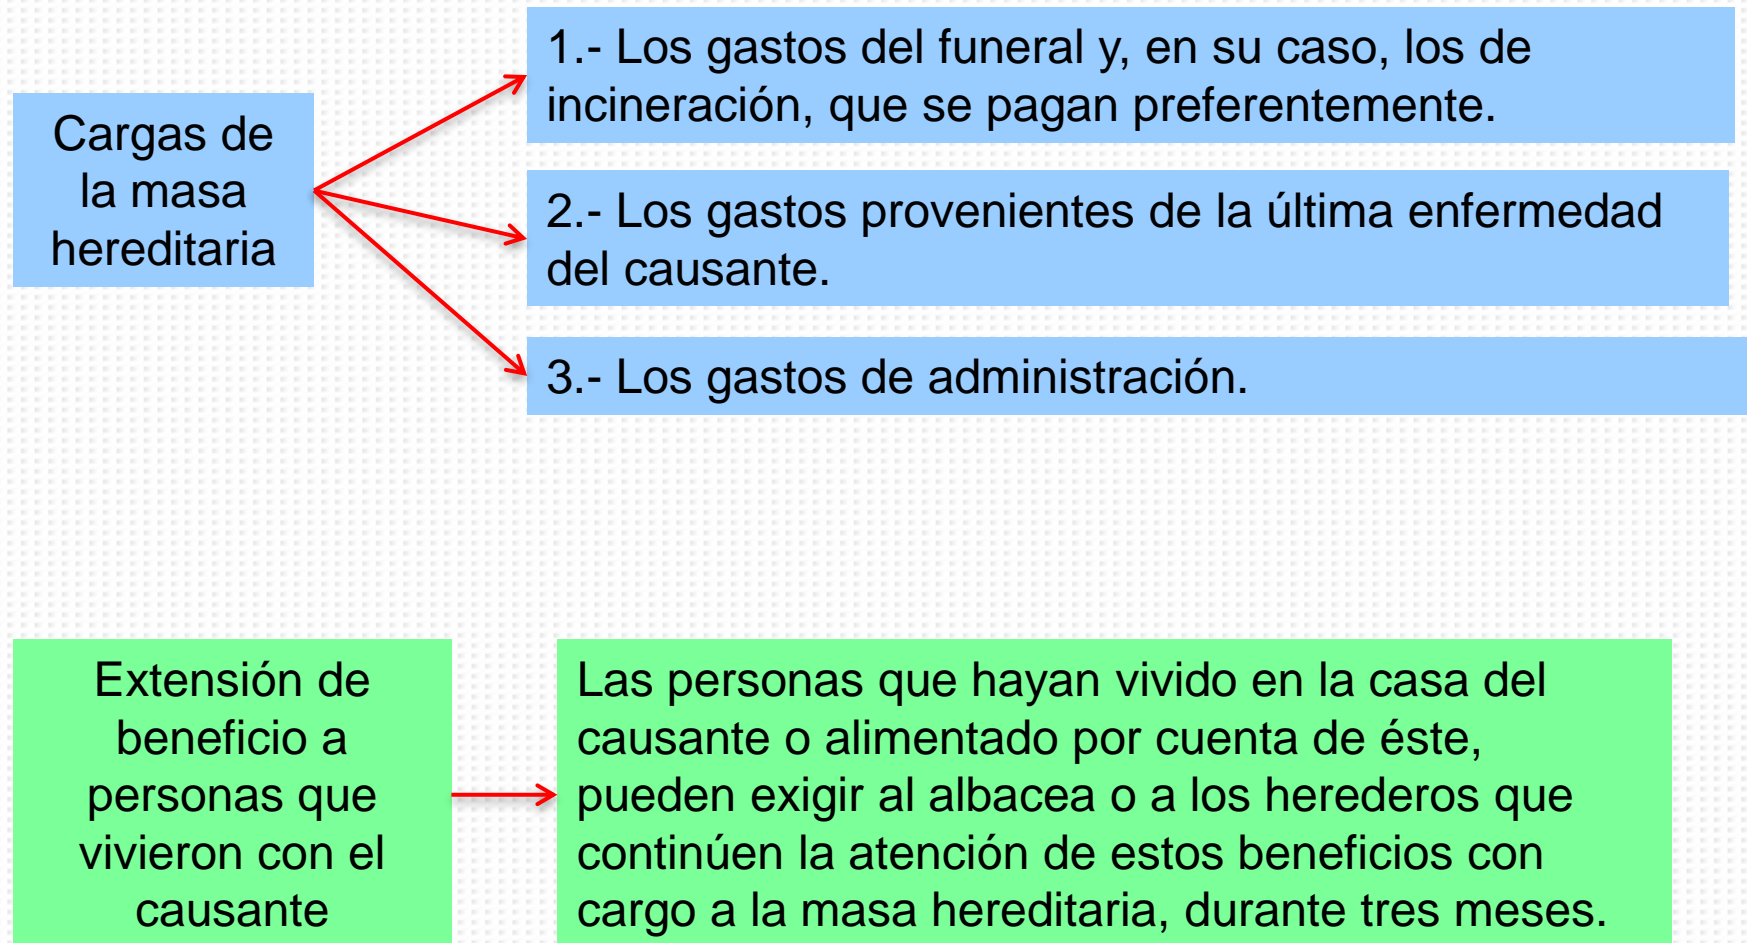 Cargas de
la masa
hereditaria
1.- Los gastos del funeral y, en su caso, los de
incineración, que se pagan preferentemente.
2.- Los gastos provenientes de la última enfermedad
del causante.
3.- Los gastos de administración.
Extensión de
beneficio a
personas que
vivieron con el
causante
Las personas que hayan vivido en la casa del
causante o alimentado por cuenta de éste,
pueden exigir al albacea o a los herederos que
continúen la atención de estos beneficios con
cargo a la masa hereditaria, durante tres meses.